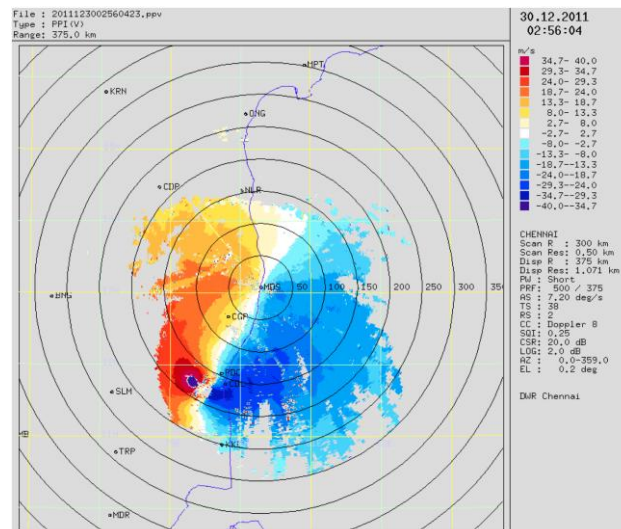 File : 2011123002560423.ppv
Type : PPI(V)
Range: 375.0 km
30.12.2011
02:56:04
m/s
34.7- 40.0
29.3- 34.7
24.0- 29.3
18.7- 24.0
13.3- 18.7
8.0- 13.3
2.7- 8.0
-2.7- 2.7
-8.0- -2.7
-13.3- -8.0
-18.7--13.3
-24.0--18.7
-29.3--24.0
-34.7--29.3
-40.0--34.7
CHENNAI
Scan R : 300 km
Scan Res: 0,50 km
Disp R : 375 km
Disp Res: 1,071 km
PW : Short
PRF: 500 / 375
AS : 7,20 deg/s
TS : 38
RS : 2
CC : Doppler 8
SQI: 0,25
CSR: 20,0 dB
LOG: 2,0 dB
AZ : 0.0-359.0
EL : 0.2 deg
DWR Chennai
MPT
KRN
ONG
CDP
NLR
BNG
MDS 50 100 150 200 250 300 35
CGP
PDC
CDL
SLM
KKL
TRP
MDR